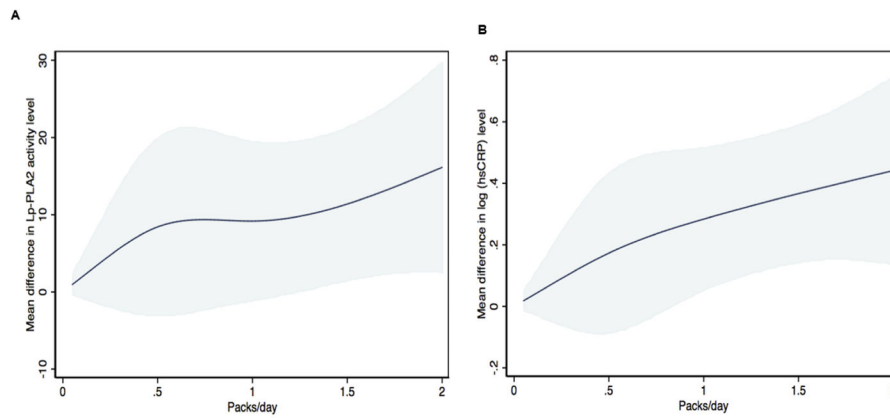 A
Mean difference in Lp-PLA2 activity level
30
20
10
0
-10
0 .5 1 1.5 2
Packs/day
B
Mean difference in log (hsCRP) level
.8
.6
.4
.2
0
-.2
0 .5 1 1.5 2
Packs/day